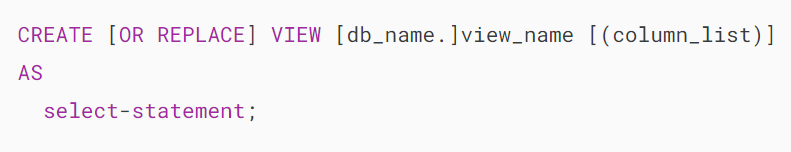 CREATE [OR REPLACE] VIEW [db_name.]view_name [(column_list)]
AS
select-statement;